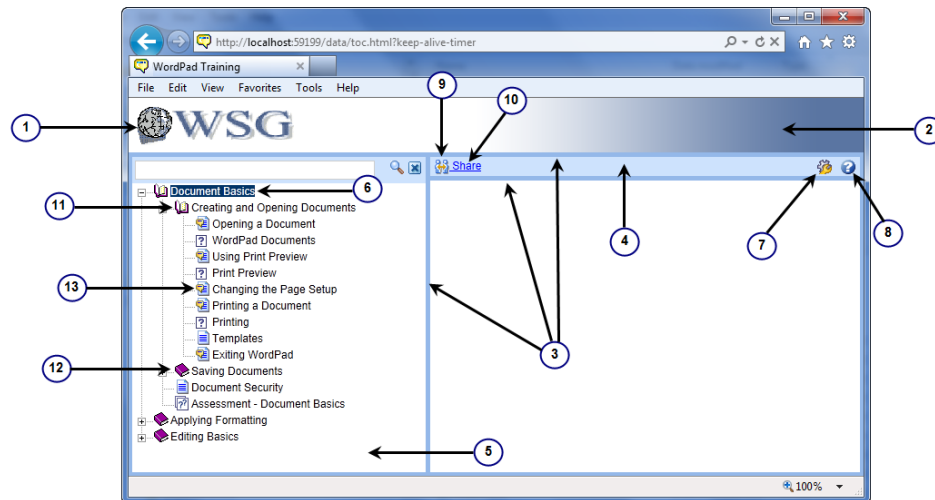 http://localhost:59199/data/toc.html?keep-alive-timer
WordPad Training
File Edit View Favorites Tools Help
9
10
1
WSG
2
Share
Document Basics
6
11
Creating and Opening Documents
7
8
Opening a Document
4
WordPad Documents
Using Print Preview
Print Preview
13
Changing the Page Setup
Printing a Document
Printing
3
Templates
Exiting WordPad
12
Saving Documents
Document Security
Assessment - Document Basics
Applying Formatting
Editing Basics
5
100%